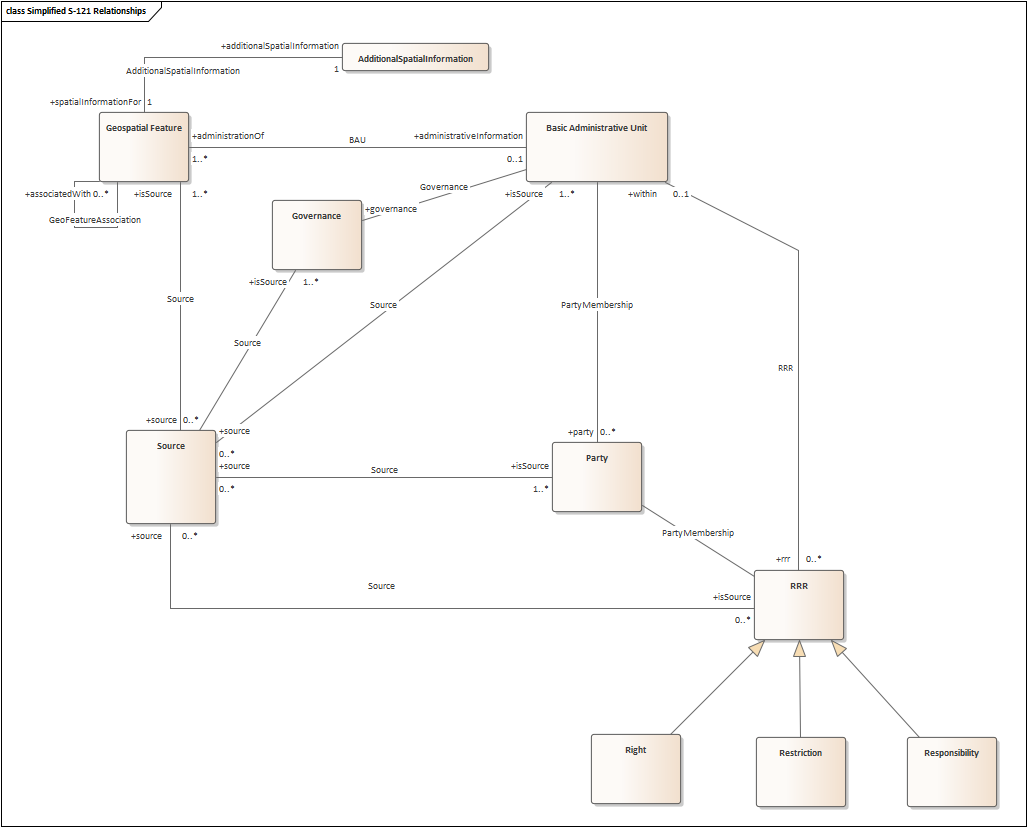 class Simplified S-121 Relationships
+additionalSpatialInformation
AdditionalSpatialInformation
AdditionalSpatialInformation
1
+spatialInformationFor 1
Geospatial Feature
Basic Administrative Unit
+administrationOf
BAU
+administrativeInformation
1..*
0..1
Governance
+associatedWith 0..*
+isSource 1..*
+isSource 1..*
+within 0..1
+governance
Governance
GeoFeatureAssociation
+isSource 1..*
Source
Source
PartyMembership
Source
RRR
+source 0..*
+source
+party 0..*
Source
0..*
Party
+source
Source
+isSource
0..*
1..*
+source 0..*
PartyMembership
+rrr 0..*
Source
RRR
+isSource
0..*
Right
Restriction
Responsibility